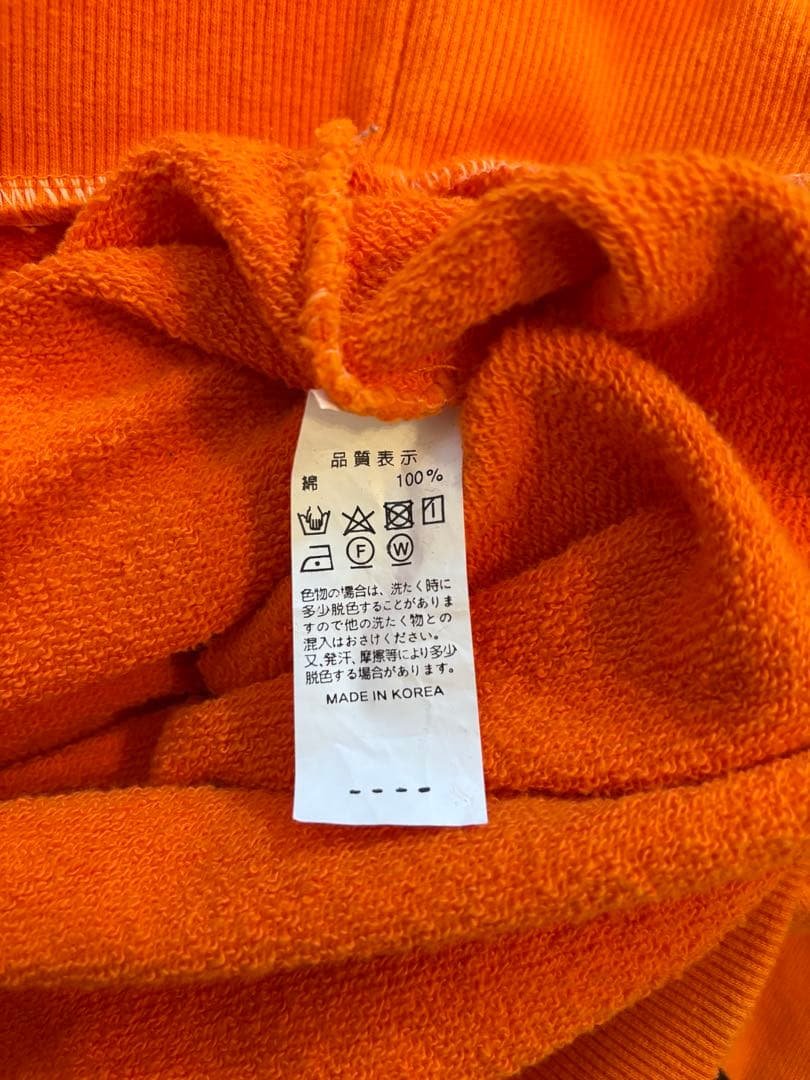 品質表示
綿 100%
F W
色物の場合は、洗たく時に
多少脱色することがありま
すので他の洗たく物との
混入はおさけください。
又、発汗、摩擦等により多少
脱色する場合があります。
MADE IN KOREA